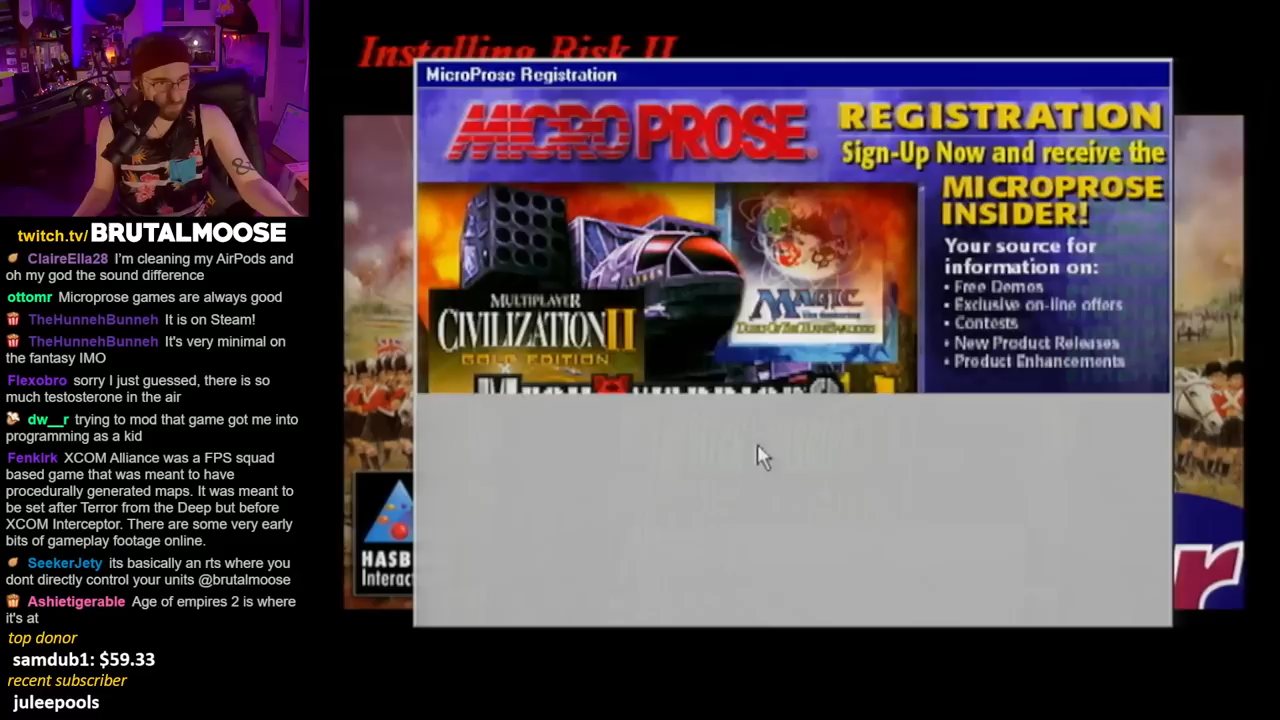 Installing Risk II
MicroProse Registration
MICROPROSE
REGISTRATION
Sign-Up Now and receive the
MICROPROSE
INSIDER!
Your source for
information on:
• Free Demos
• Exclusive on-line offers
• Contests
• New Product Releases
• Product Enhancements
MULTIPLAYER
CIVILIZATION II
GOLD EDITION
MAGIC
HASB
Interac
r
twitch.tv/BRUTALMOOSE
ClaireElla28 I'm cleaning my AirPods and
oh my god the sound difference
ottomr Microprose games are always good
TheHunnehBunneh It is on Steam!
TheHunnehBunneh It's very minimal on
the fantasy IMO
Flexobro sorry I just guessed, there is so
much testosterone in the air
dw__r trying to mod that game got me into
programming as a kid
Fenkirk XCOM Alliance was a FPS squad
based game that was meant to have
procedurally generated maps. It was meant to
be set after Terror from the Deep but before
XCOM Interceptor. There are some very early
bits of gameplay footage online.
SeekerJety its basically an rts where you
dont directly control your units @brutalmoose
Ashietigerable Age of empires 2 is where
it's at
top donor
samdub1: $59.33
recent subscriber
juleepools